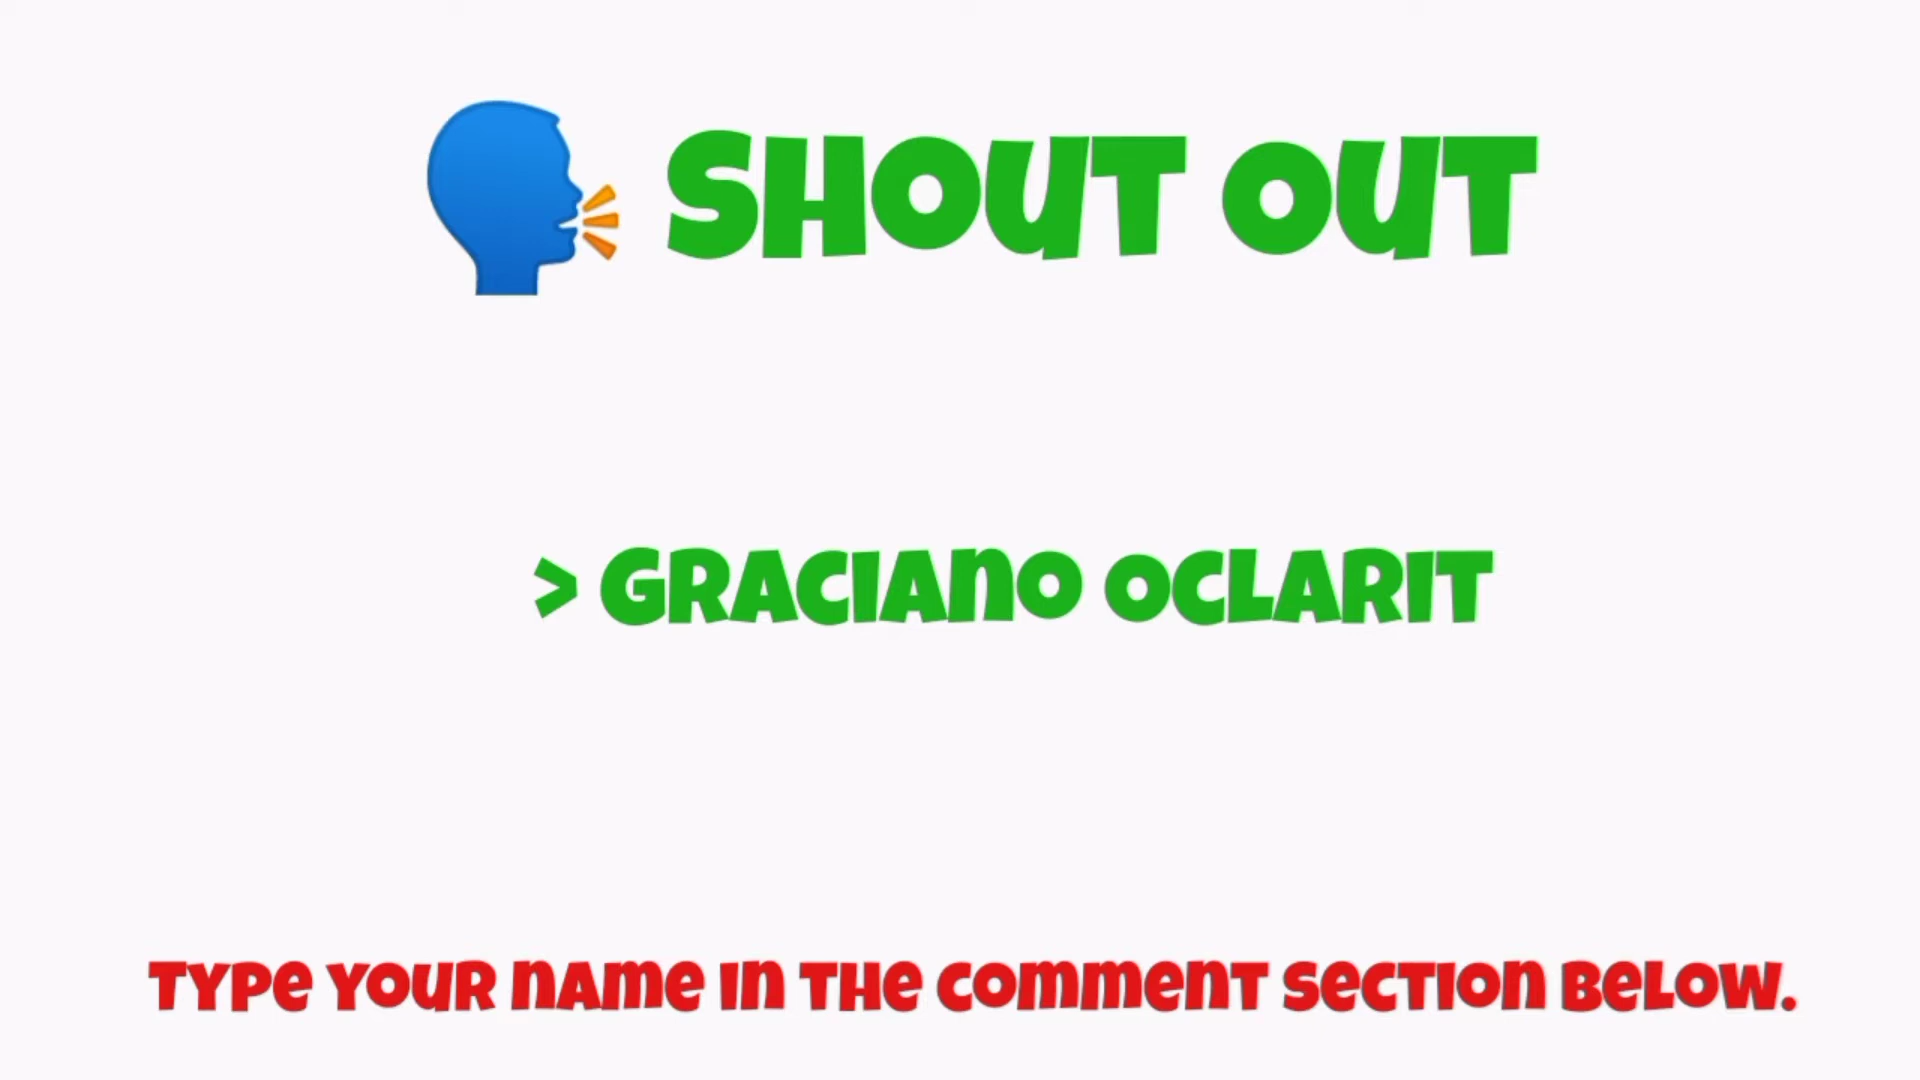 SHOUT OUT
> GRACIANO OCLARIT
TYPE YOUR NAME IN THE COMMENT SECTION BELOW.